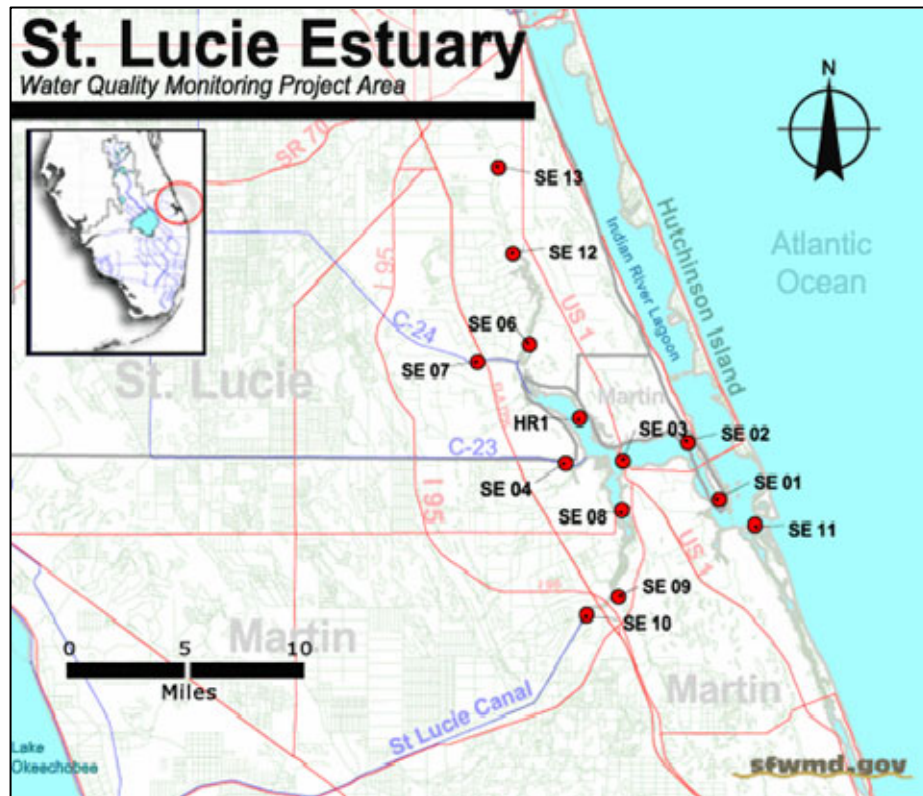 St. Lucie Estuary
Water Quality Monitoring Project Area
N
SR 70
SE 13
Hutchinson Island
Indian River Lagoon
Atlantic
Ocean
SE 12
I 95
US 1
C-24
SE 06
SE 07
St. Lucie
Martin
HR1
SE 03
SE 02
C-23
SE 04
SE 01
I 95
SE 08
SE 11
US 1
I 95
SE 09
SE 10
Martin
0 5 10
Miles
Martin
St Lucie Canal
Lake
Okeechobee
sfwmd.gov